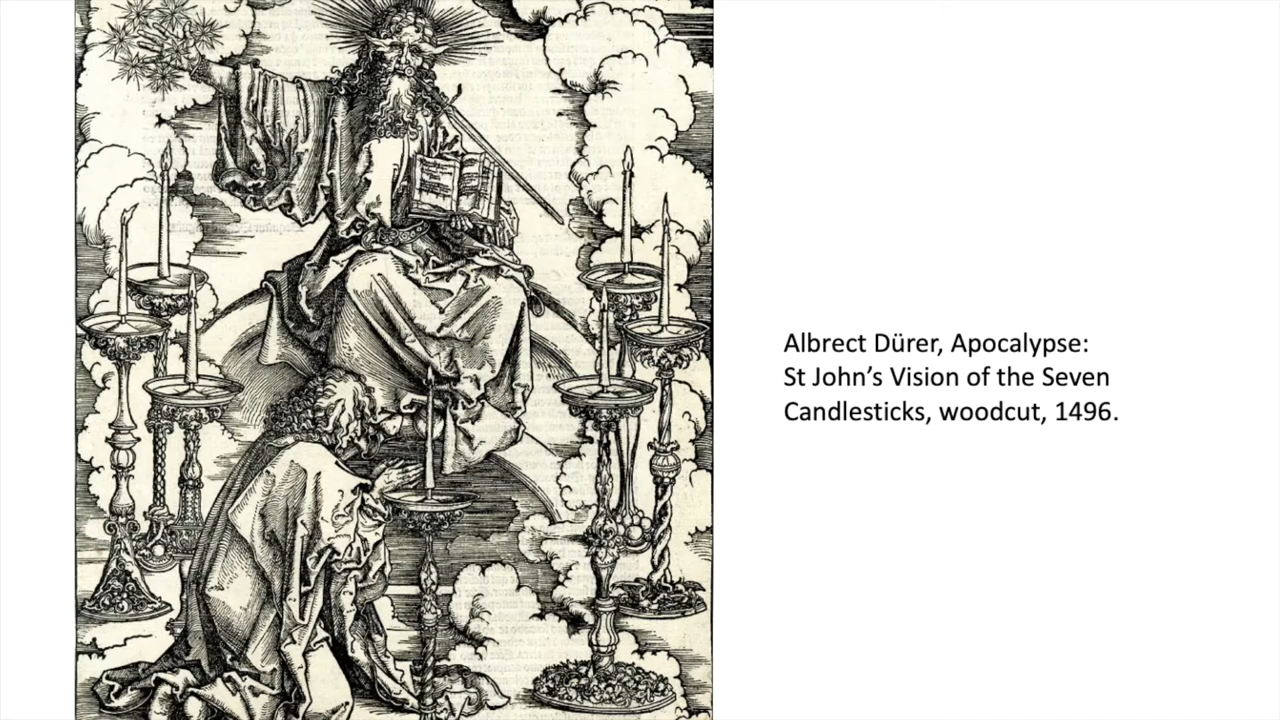 Albrect Dürer, Apocalypse:
St John’s Vision of the Seven
Candlesticks, woodcut, 1496.